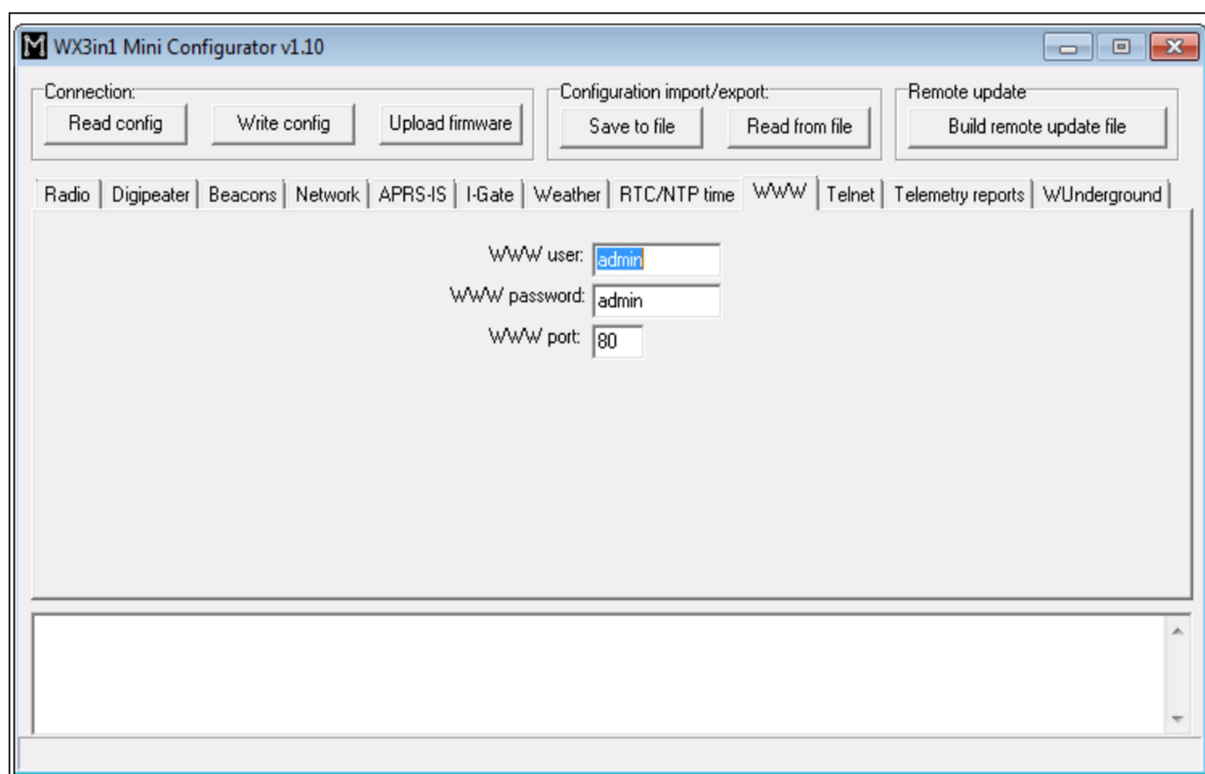 WX3in1 Mini Configurator v1.10
Connection: Configuration import/export: Remote update
Read config Write config Upload firmware Save to file Read from file Build remote update file
Radio Digipeater Beacons Network APRS-IS I-Gate Weather RTC/NTP time WWW Telnet Telemetry reports WUnderground
WWW user: admin
WWW password: admin
WWW port: 80